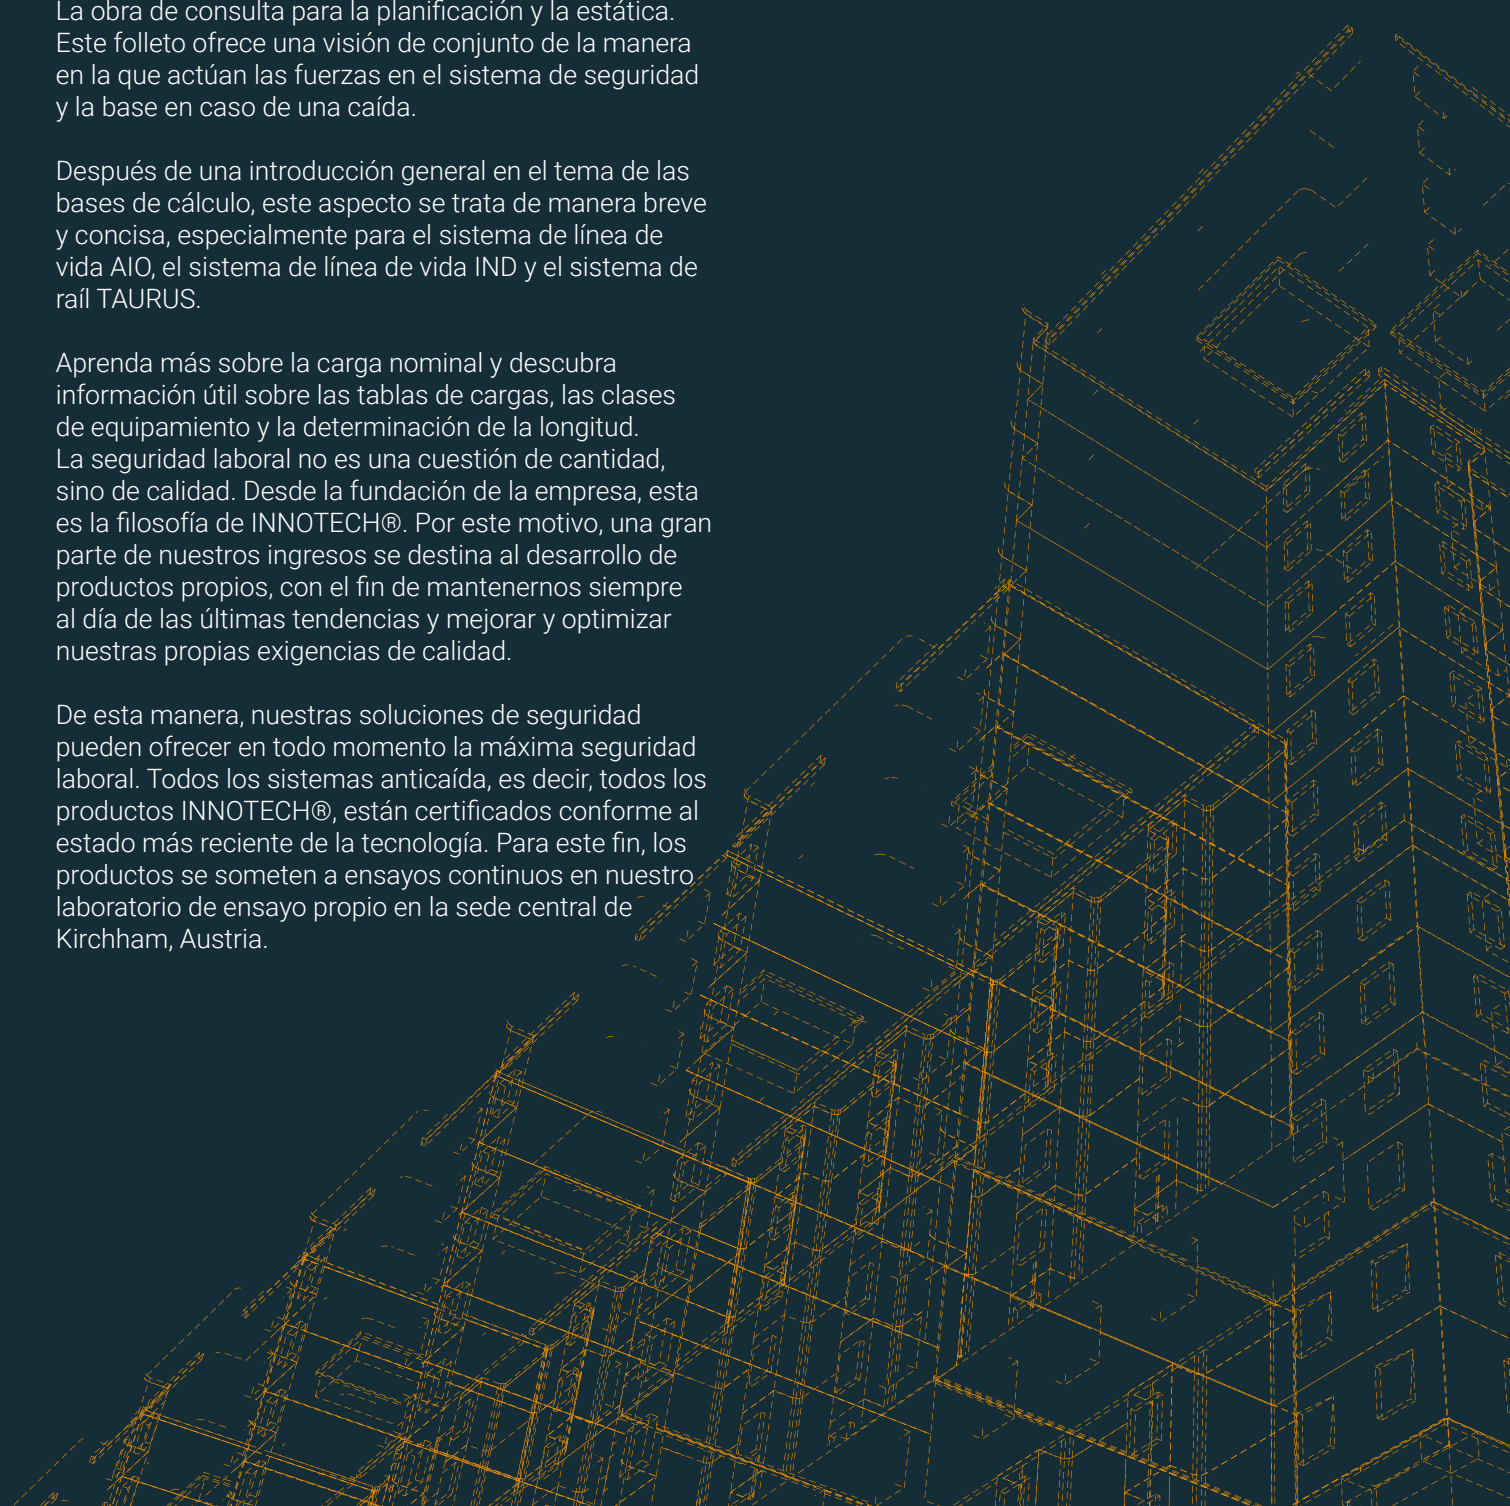 La obra de consulta para la planificación y la estática.
Este folleto ofrece una visión de conjunto de la manera
en la que actúan las fuerzas en el sistema de seguridad
y la base en caso de una caída.
Después de una introducción general en el tema de las
bases de cálculo, este aspecto se trata de manera breve
y concisa, especialmente para el sistema de línea de
vida AIO, el sistema de línea de vida IND y el sistema de
raíl TAURUS.
Aprenda más sobre la carga nominal y descubra
información útil sobre las tablas de cargas, las clases
de equipamiento y la determinación de la longitud.
La seguridad laboral no es una cuestión de cantidad,
sino de calidad. Desde la fundación de la empresa, esta
es la filosofía de INNOTECH®. Por este motivo, una gran
parte de nuestros ingresos se destina al desarrollo de
productos propios, con el fin de mantenernos siempre
al día de las últimas tendencias y mejorar y optimizar
nuestras propias exigencias de calidad.
De esta manera, nuestras soluciones de seguridad
pueden ofrecer en todo momento la máxima seguridad
laboral. Todos los sistemas anticaída, es decir, todos los
productos INNOTECH®, están certificados conforme al
estado más reciente de la tecnología. Para este fin, los
productos se someten a ensayos continuos en nuestro
laboratorio de ensayo propio en la sede central de
Kirchham, Austria.